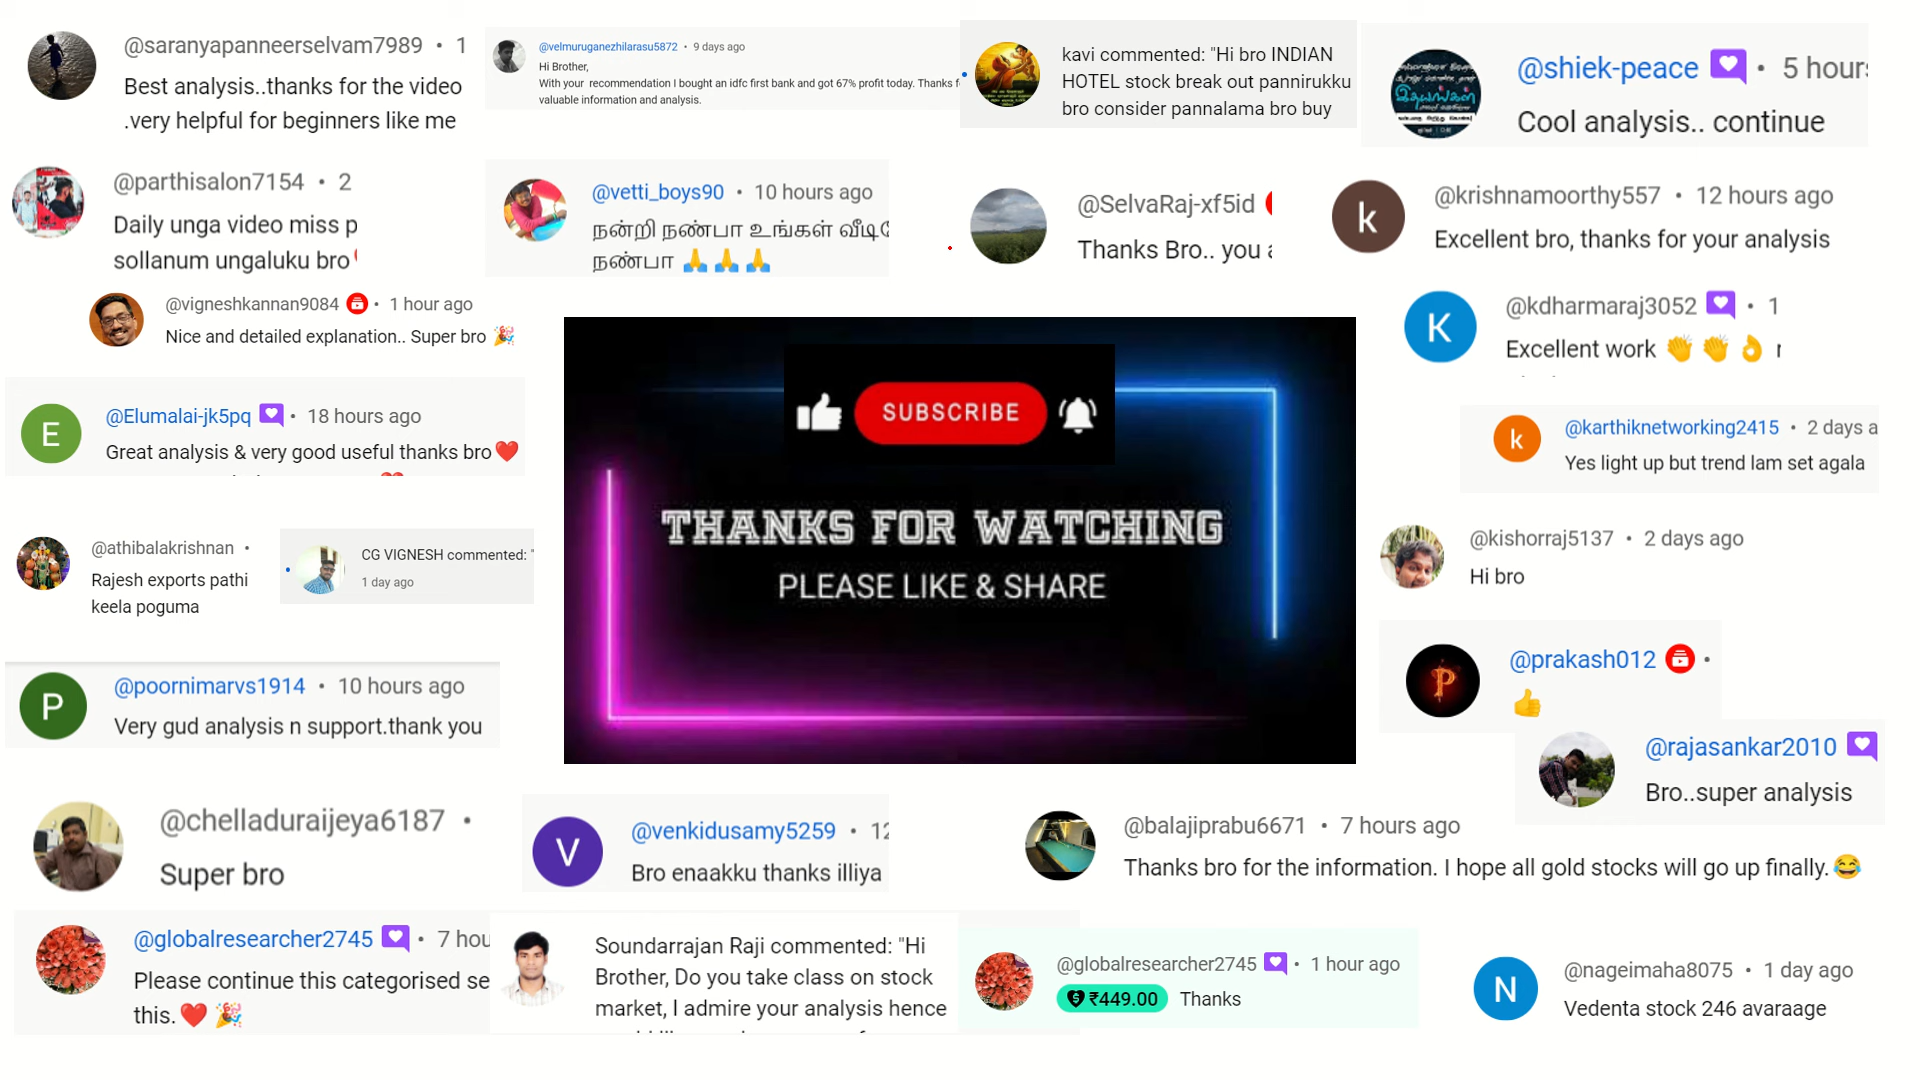 @saranyapanneerselvam7989 • 1
Best analysis..thanks for the video
.very helpful for beginners like me
@velmuruganezhilarasu5872 • 9 days ago
Hi Brother,
With your recommendation I bought an idfc first bank and got 67% profit today. Thanks f
valuable information and analysis.
kavi commented: "Hi bro INDIAN
HOTEL stock break out pannirukku
bro consider pannalama bro buy
@shiek-peace • 5 hours
Cool analysis.. continue
@parthisalon7154 • 2
Daily unga video miss p
sollanum ungaluku bro
@vetti_boys90 • 10 hours ago
நன்றி நண்பா உங்கள்
நண்பா 🙏 🙏 🙏
@SelvaRaj-xf5id
Thanks Bro.. you
k
@krishnamoorthy557 • 12 hours ago
Excellent bro, thanks for your analysis
@vigneshkannan9084 • 1 hour ago
Nice and detailed explanation.. Super bro 🎉
K
@kdharmaraj3052 • 1
Excellent work 👏 👏 👌
E
@Elumalai-jk5pq • 18 hours ago
Great analysis & very good useful thanks bro❤️
SUBSCRIBE
THANKS FOR WATCHING
PLEASE LIKE & SHARE
k
@karthiknetworking2415 • 2 days a
Yes light up but trend lam set agala
@athibalakrishnan •
Rajesh exports pathi
keela poguma
CG VIGNESH commented: "
1 day ago
@kishorraj5137 • 2 days ago
Hi bro
P
@poornimarvs1914 • 10 hours ago
Very gud analysis n support.thank you
P
@prakash012 •
👍
@rajasankar2010
Bro..super analysis
@chelladuraijeya6187 •
Super bro
V
@venkidusamy5259 • 12
Bro enaakku thanks illiya
@balajiprabu6671 • 7 hours ago
Thanks bro for the information. I hope all gold stocks will go up finally.😂
@globalresearcher2745 • 7 hou
Please continue this categorised se
this.❤️ 🎉
Soundarrajan Raji commented: "Hi
Brother, Do you take class on stock
market, I admire your analysis hence
@globalresearcher2745 • 1 hour ago
₹449.00 Thanks
N
@nageimaha8075 • 1 day ago
Vedenta stock 246 avaraage